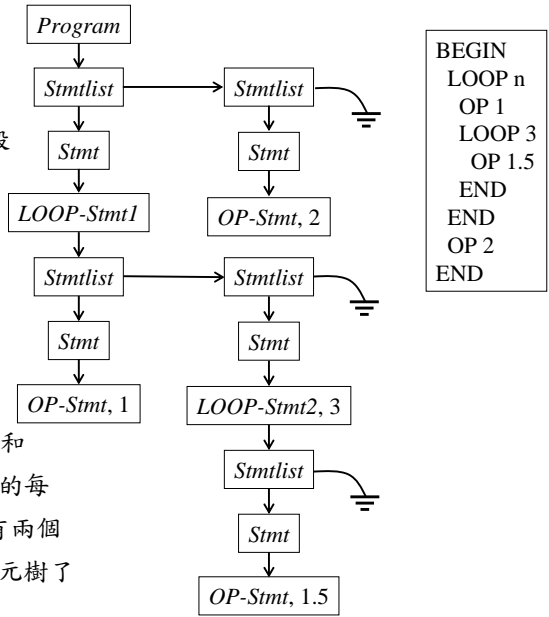 Program
Stmtlist
Stmtlist
Stmt
Stmt
LOOP-Stmt1
OP-Stmt, 2
Stmtlist
Stmtlist
Stmt
Stmt
OP-Stmt, 1
LOOP-Stmt2, 3
Stmtlist
Stmt
OP-Stmt, 1.5
BEGIN
LOOP n
OP 1
LOOP 3
OP 1.5
END
END
OP 2
END
和
的每
有兩個
元樹了